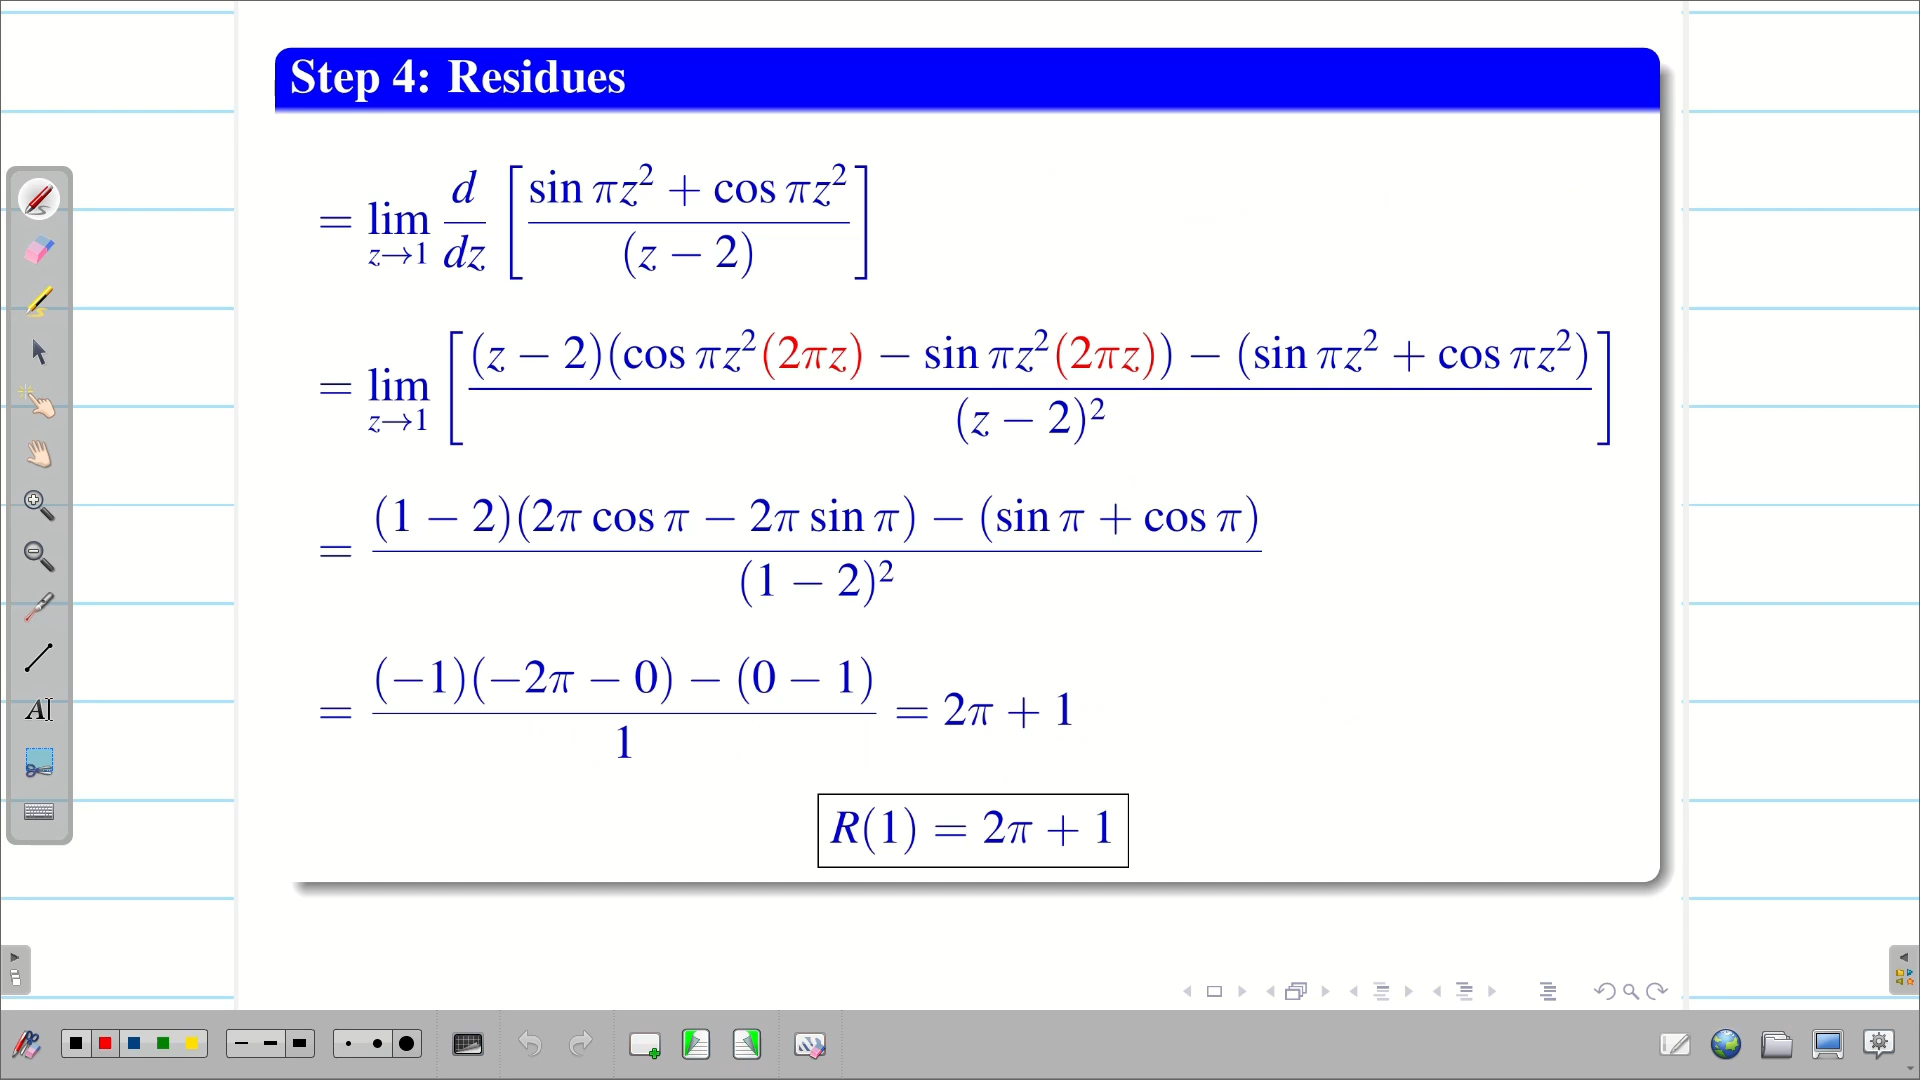 Step 4: Residues
= lim_{z→1} d/dz [ (sin πz² + cos πz²) / (z − 2) ]
= lim_{z→1} [ ((z − 2)(cos πz²(2πz) − sin πz²(2πz)) − (sin πz² + cos πz²)) / (z − 2)² ]
= ((1 − 2)(2π cos π − 2π sin π) − (sin π + cos π)) / (1 − 2)²
= ((−1)(−2π − 0) − (0 − 1)) / 1 = 2π + 1
R(1) = 2π + 1